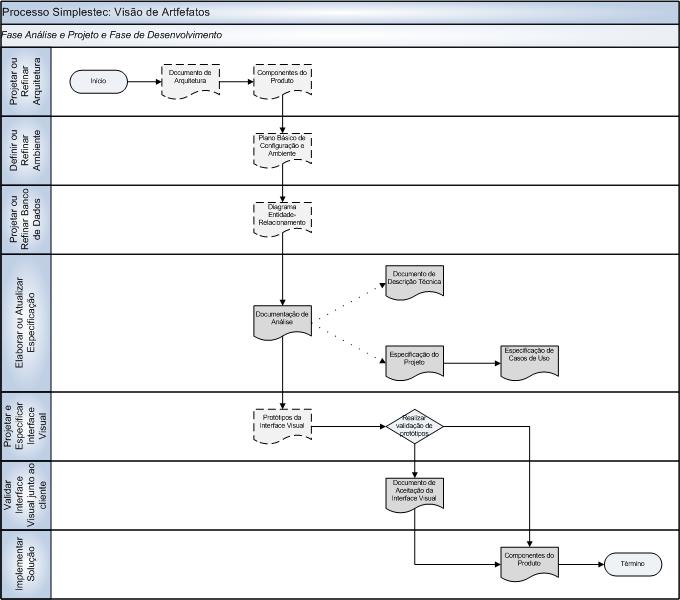 Processo Simplestec: Visão de Artfefatos
Fase Análise e Projeto e Fase de Desenvolvimento
Projetar ou
Refinar
Arquitetura
Início
Documento de
Arquitetura
Componentes do
Produto
Definir ou
Refinar
Ambiente
Plano Básico de
Configuração e
Ambiente
Projetar ou
Refinar Banco
de Dados
Diagrama
Entidade-
Relacionamento
Elaborar ou Atualizar
Especificação
Documento de
Descrição Técnica
Documentação de
Análise
Especificação do
Projeto
Especificação de
Casos de Uso
Projetar e
Especificar
Interface
Visual
Protótipos da
Interface Visual
Realizar
validação de
protótipos
Validar
Interface
Visual junto ao
cliente
Documento de
Aceitação da
Interface Visual
Implementar
Solução
Componentes do
Produto
Término